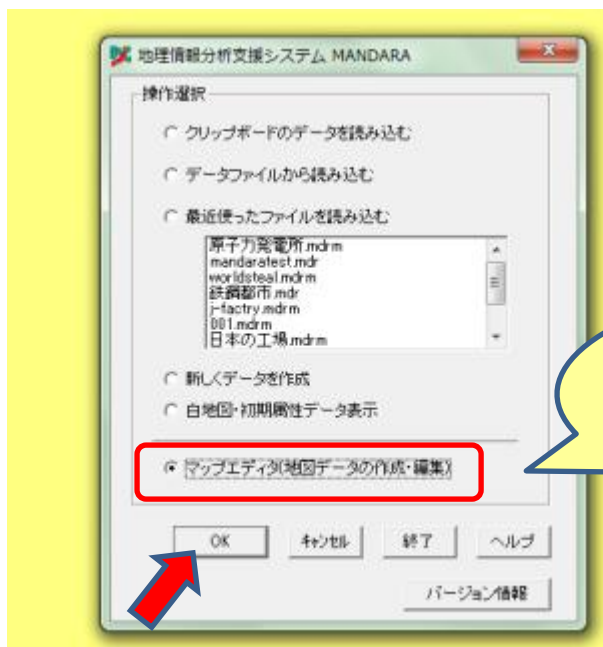 地理情報分析支援システム MANDARA
操作選択
クリップボードのデータを読み込む
データファイルから読み込む
最近使ったファイルを読み込む
原子力発電所.mdrm
mandaratest.mdr
worldsteal.mdrm
鉄鋼都市.mdr
j-factry.mdrm
001.mdrm
日本の工場.mdrm
新しくデータを作成
白地図・初期属性データ表示
マップエディタ(地図データの作成・編集)
OK キャンセル 終了 ヘルプ
バージョン情報